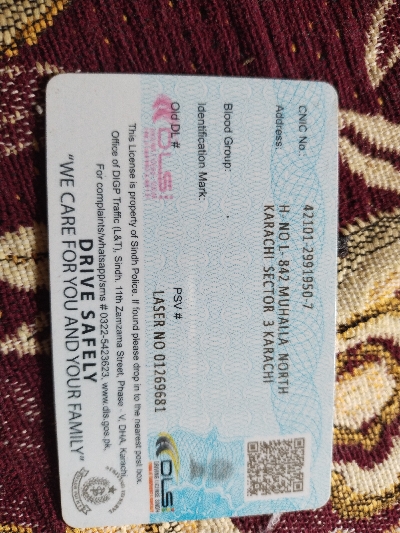 CNIC No. 42101-2991950-7
Address: H- NO L- 842 MUHALLA NORTH
KARACHI SECTOR 3 KARACHI
Blood Group:
Identification Mark:
Old DL # PSV #
DLS
LASER NO 01269681
DLS
This License is property of Sindh Police. If found please drop in to the nearest post box.
Office of DIGP Traffic (L&T), Sindh, 11th Zamzama Street, Phase - V, DHA, Karachi.
For complaints/whatsapp/sms # 0322-5423623, www.dls.gos.pk
DRIVE SAFELY
"WE CARE FOR YOU AND YOUR FAMILY"